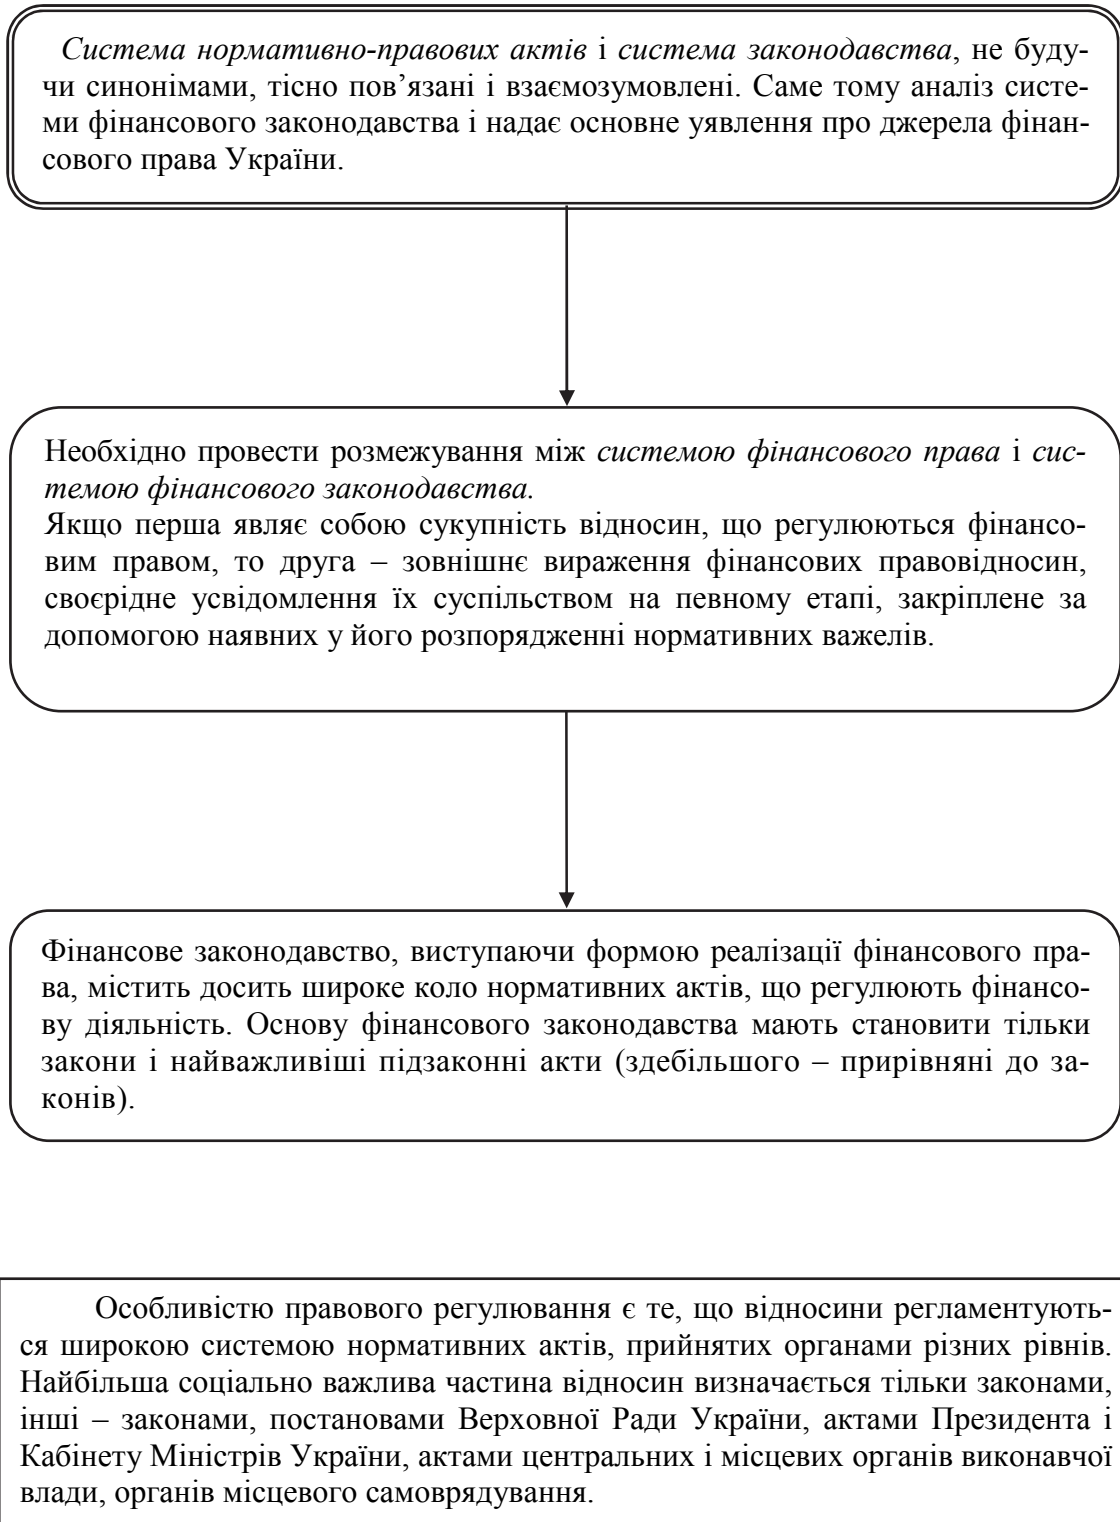 Система нормативно-правових актів і система законодавства, не буду-
чи синонімами, тісно пов’язані і взаємозумовлені. Саме тому аналіз систе-
ми фінансового законодавства і надає основне уявлення про джерела фінан-
сового права України.
Необхідно провести розмежування між системою фінансового права і сис-
темою фінансового законодавства.
Якщо перша являє собою сукупність відносин, що регулюються фінансо-
вим правом, то друга – зовнішнє вираження фінансових правовідносин,
своєрідне усвідомлення їх суспільством на певному етапі, закріплене за
допомогою наявних у його розпорядженні нормативних важелів.
Фінансове законодавство, виступаючи формою реалізації фінансового пра-
ва, містить досить широке коло нормативних актів, що регулюють фінансо-
ву діяльність. Основу фінансового законодавства мають становити тільки
закони і найважливіші підзаконні акти (здебільшого – прирівняні до за-
конів).
Особливістю правового регулювання є те, що відносини регламентують-
ся широкою системою нормативних актів, прийнятих органами різних рівнів.
Найбільша соціально важлива частина відносин визначається тільки законами,
інші – законами, постановами Верховної Ради України, актами Президента і
Кабінету Міністрів України, актами центральних і місцевих органів виконавчої
влади, органів місцевого самоврядування.